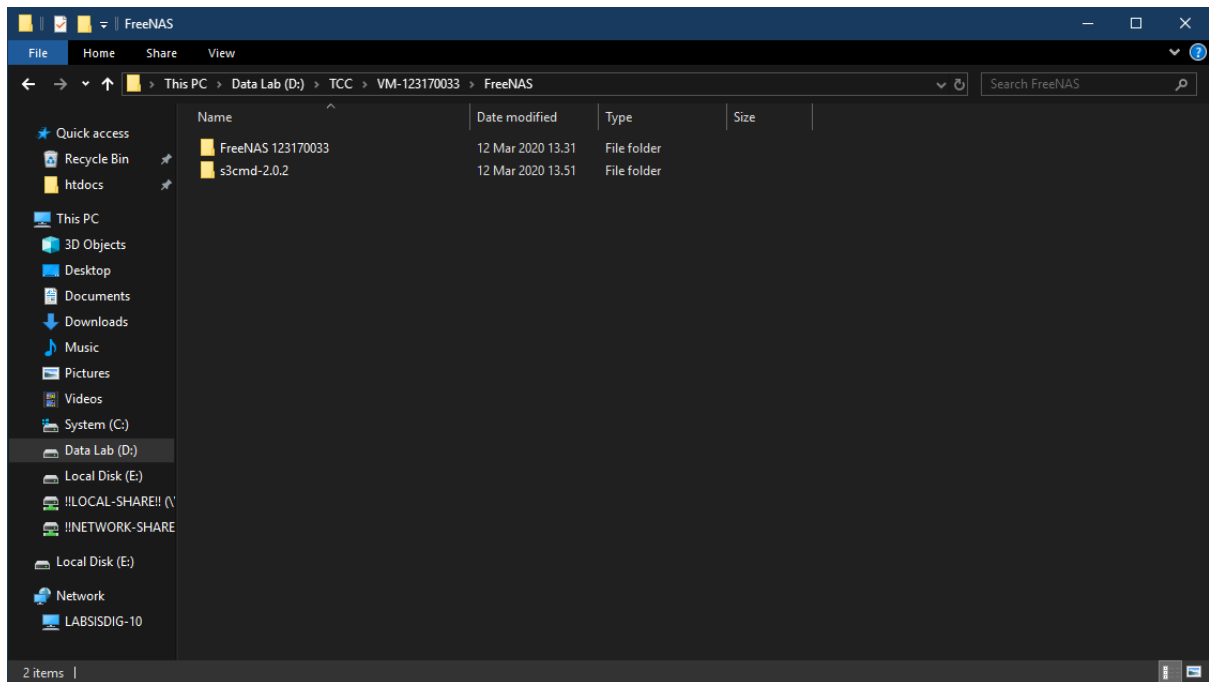 FreeNAS
File Home Share View
This PC > Data Lab (D:) > TCC > VM-123170033 > FreeNAS
Search FreeNAS
Name Date modified Type Size
FreeNAS 123170033 12 Mar 2020 13.31 File folder
s3cmd-2.0.2 12 Mar 2020 13.51 File folder
Quick access
Recycle Bin
htdocs
This PC
3D Objects
Desktop
Documents
Downloads
Music
Pictures
Videos
System (C:)
Data Lab (D:)
Local Disk (E:)
!!LOCAL-SHARE!! (\
!!NETWORK-SHARE
Local Disk (E:)
Network
LABSISDIG-10
2 items